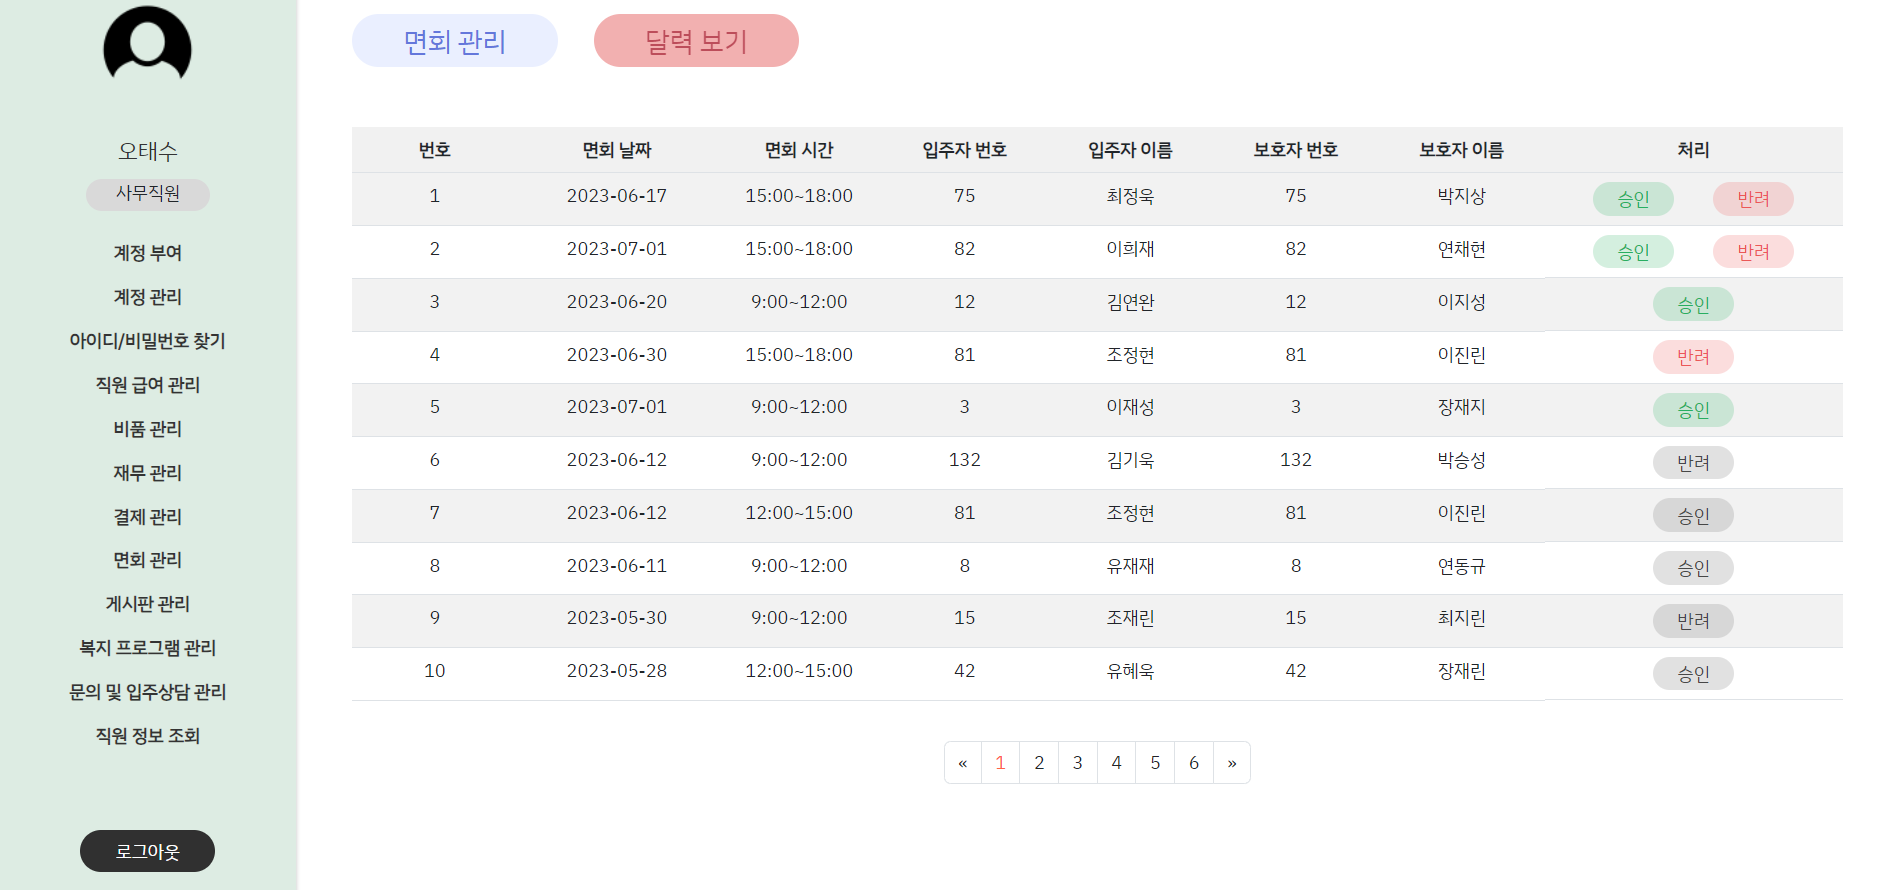 오태수
사무직원
계정 부여
계정 관리
아이디/비밀번호 찾기
직원 급여 관리
비품 관리
재무 관리
결제 관리
면회 관리
게시판 관리
복지 프로그램 관리
문의 및 입주상담 관리
직원 정보 조회
로그아웃
면회 관리 달력 보기
번호 면회 날짜 면회 시간 입주자 번호 입주자 이름 보호자 번호 보호자 이름 처리
1 2023-06-17 15:00~18:00 75 최정욱 75 박지상 승인 반려
2 2023-07-01 15:00~18:00 82 이희재 82 연채현 승인 반려
3 2023-06-20 9:00~12:00 12 김연완 12 이지성 승인
4 2023-06-30 15:00~18:00 81 조정현 81 이진린 반려
5 2023-07-01 9:00~12:00 3 이재성 3 장재지 승인
6 2023-06-12 9:00~12:00 132 김기욱 132 박승성 반려
7 2023-06-12 12:00~15:00 81 조정현 81 이진린 승인
8 2023-06-11 9:00~12:00 8 유재재 8 연동규 승인
9 2023-05-30 9:00~12:00 15 조재린 15 최지린 반려
10 2023-05-28 12:00~15:00 42 유혜욱 42 장재린 승인
« 1 2 3 4 5 6 »